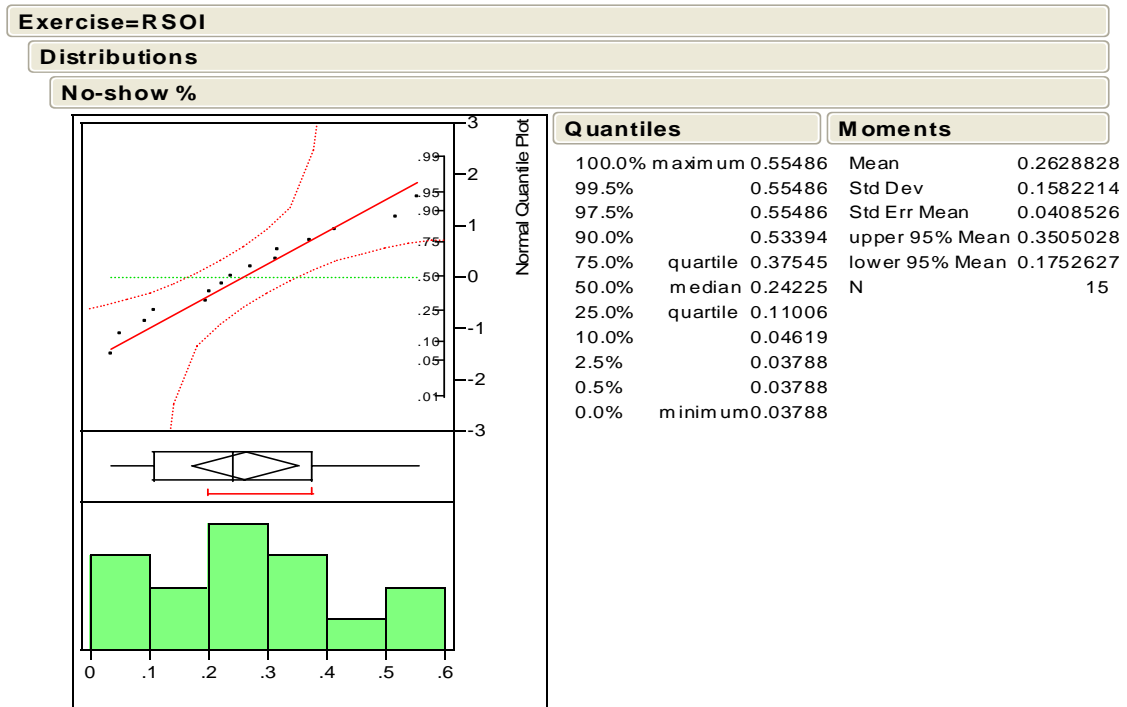 Exercise=RSOI
Distributions
No-show %
3
2
1
0
-1
-2
-3
.99
.95
.90
.75
.50
.25
.10
.05
.01
Normal Quantile Plot
0 .1 .2 .3 .4 .5 .6
Quantiles
100.0% maximum 0.55486
99.5% 0.55486
97.5% 0.55486
90.0% 0.53394
75.0% quartile 0.37545
50.0% median 0.24225
25.0% quartile 0.11006
10.0% 0.04619
2.5% 0.03788
0.5% 0.03788
0.0% minimum 0.03788
Moments
Mean 0.2628828
Std Dev 0.1582214
Std Err Mean 0.0408526
upper 95% Mean 0.3505028
lower 95% Mean 0.1752627
N 15